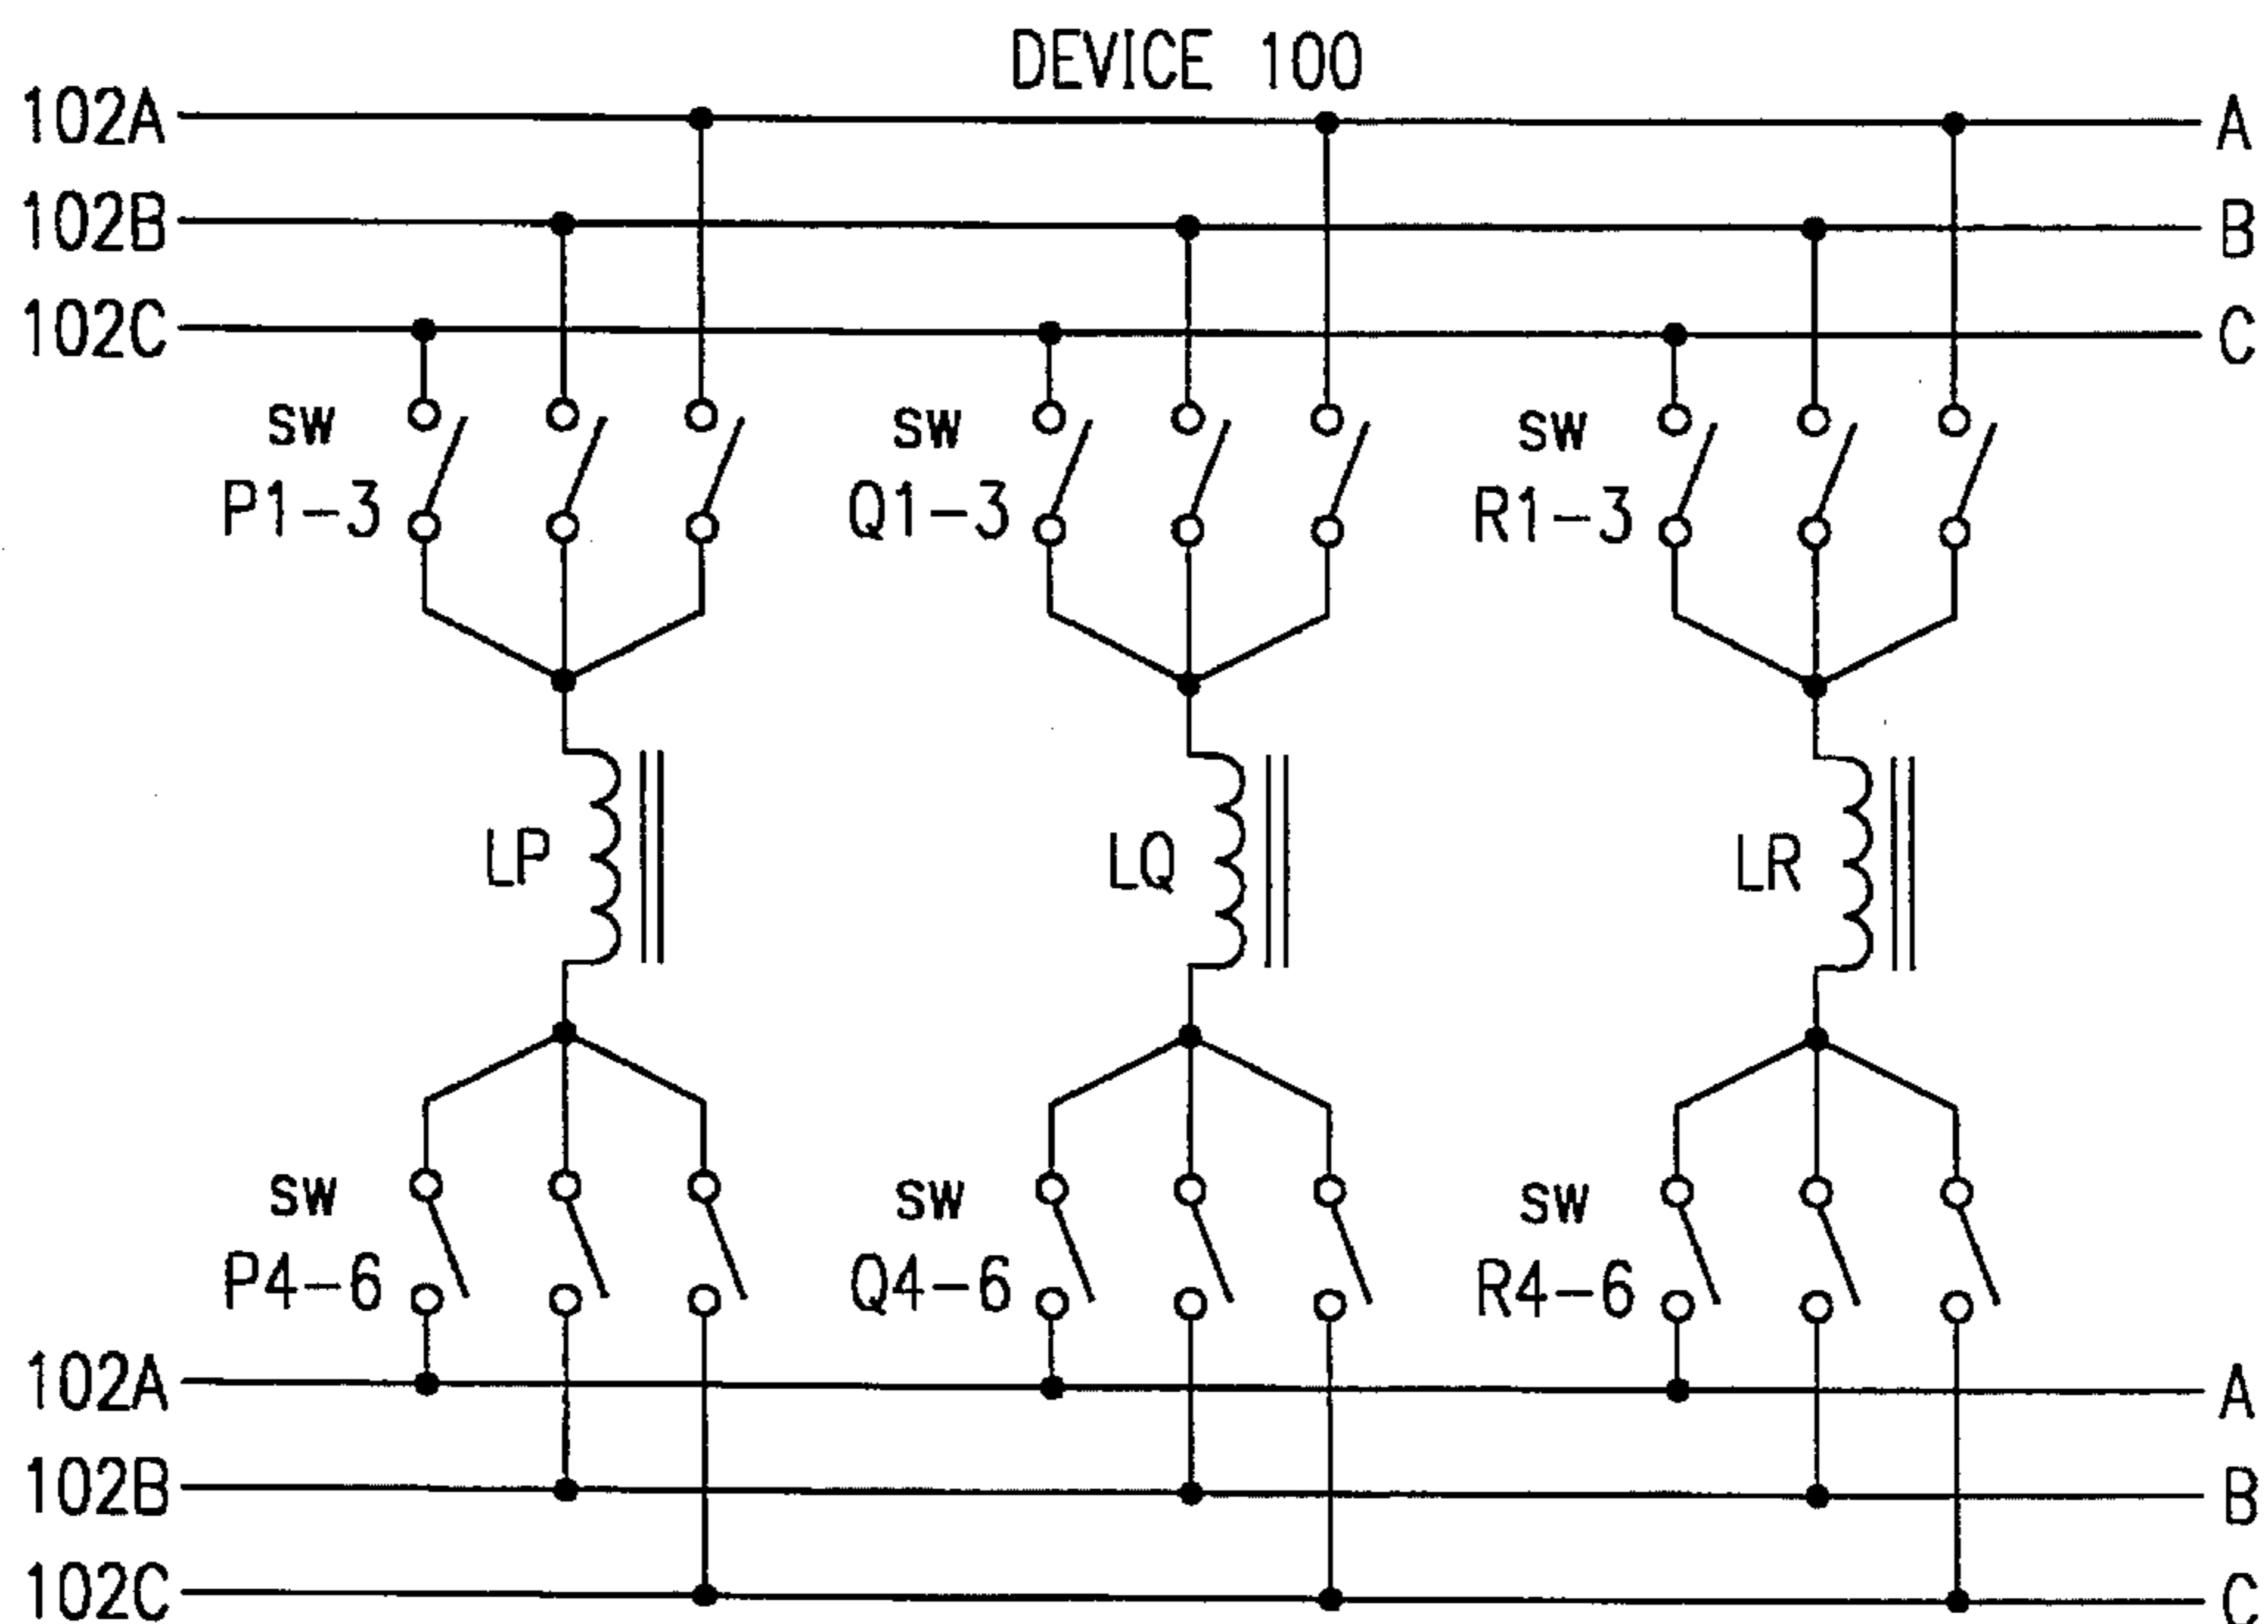 DEVICE 100
102A A
102B B
102C C
SW SW SW
P1-3 Q1-3 R1-3
LP LQ LR
SW SW SW
P4-6 Q4-6 R4-6
102A A
102B B
102C C